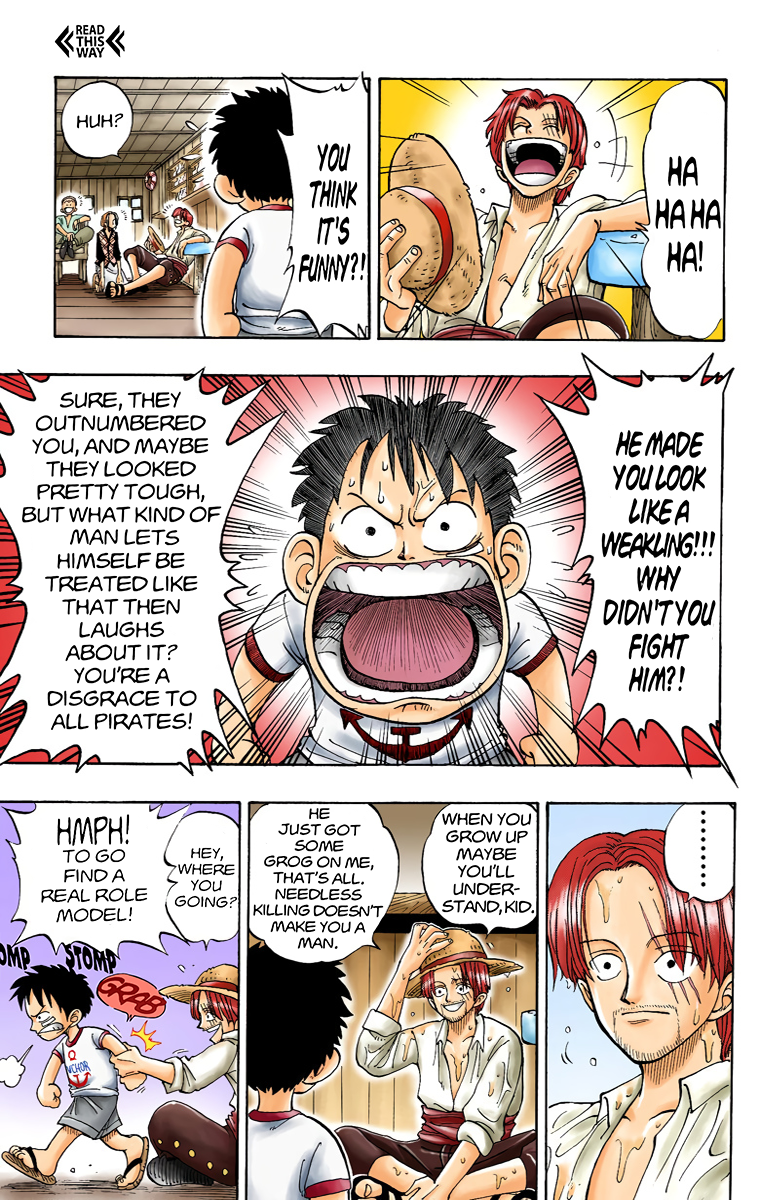 READ
THIS
WAY
HA
HA HA
HA!
YOU
THINK
IT'S
FUNNY?!
HUH?
HE MADE
YOU LOOK
LIKE A
WEAKLING!!!
WHY
DIDN'T YOU
FIGHT
HIM?!
SURE, THEY
OUTNUMBERED
YOU, AND MAYBE
THEY LOOKED
PRETTY TOUGH,
BUT WHAT KIND OF
MAN LETS
HIMSELF BE
TREATED LIKE
THAT THEN
LAUGHS
ABOUT IT?
YOU'RE A
DISGRACE TO
ALL PIRATES!
........
WHEN YOU
GROW UP
MAYBE
YOU'LL
UNDER-
STAND, KID.
HE
JUST GOT
SOME
GROG ON ME,
THAT'S ALL.
NEEDLESS
KILLING DOESN'T
MAKE YOU A
MAN.
HEY,
WHERE
YOU
GOING?
HMPH!
TO GO
FIND A
REAL ROLE
MODEL!
STOMP
OMP
GRAB
NCHOR